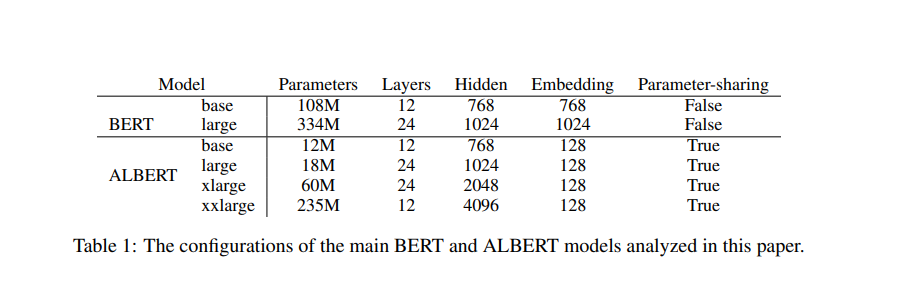 Model Parameters Layers Hidden Embedding Parameter-sharing
base 108M 12 768 768 False
BERT large 334M 24 1024 1024 False
base 12M 12 768 128 True
large 18M 24 1024 128 True
ALBERT
xlarge 60M 24 2048 128 True
xxlarge 235M 12 4096 128 True
Table 1: The configurations of the main BERT and ALBERT models analyzed in this paper.